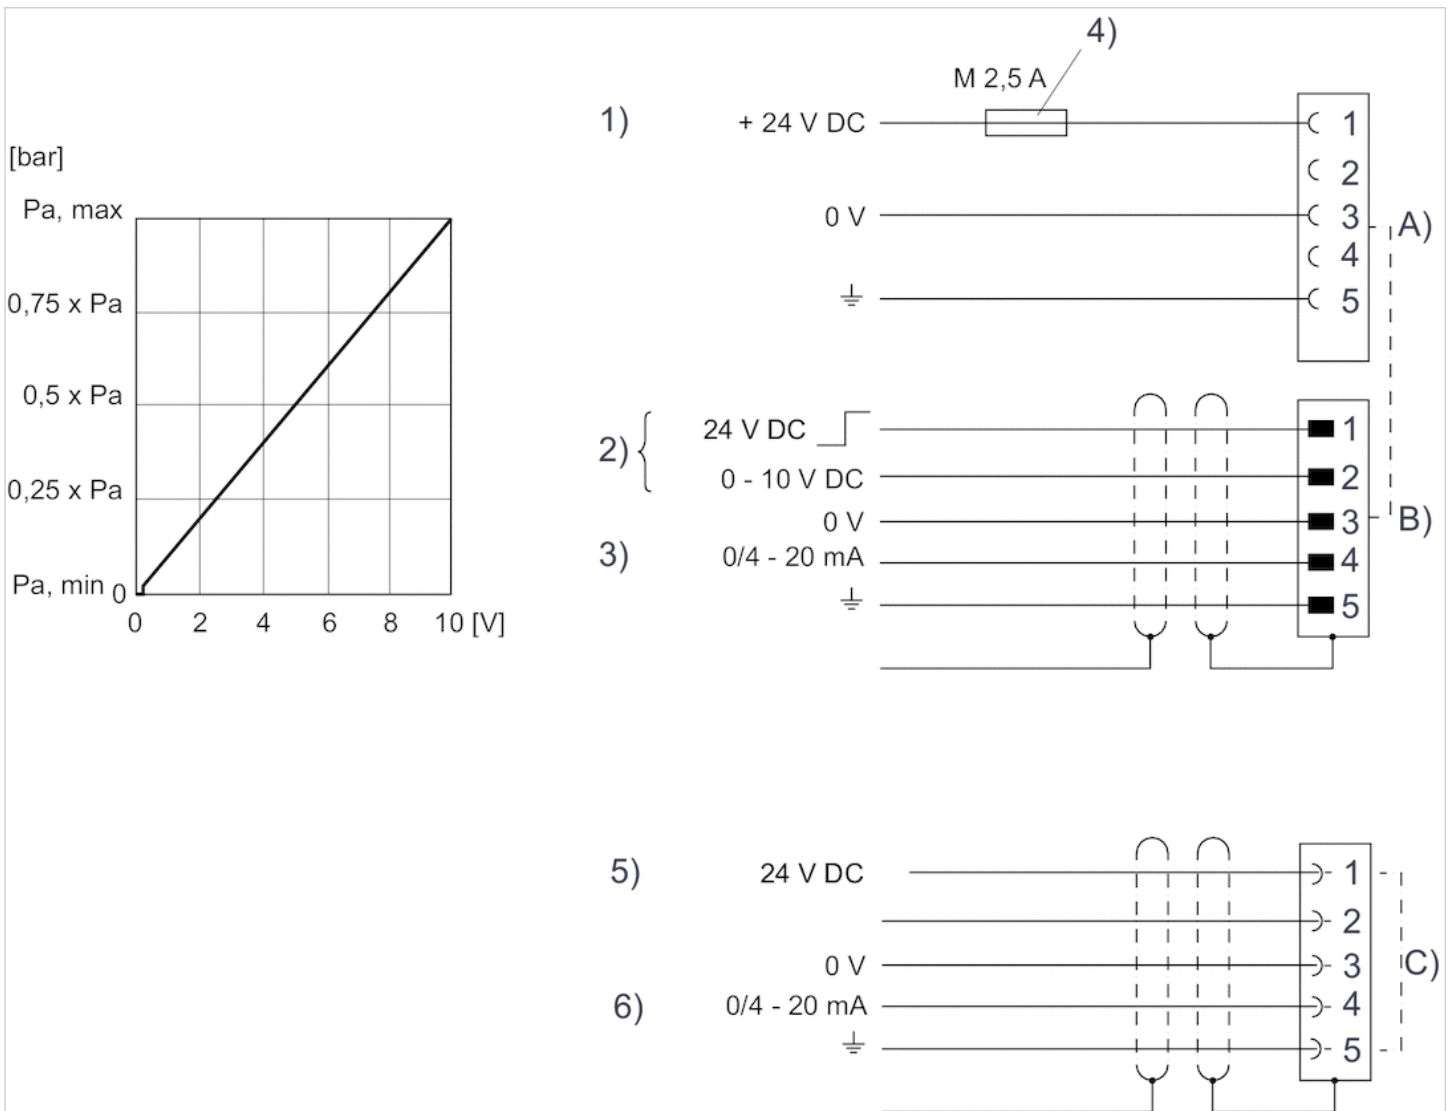 [bar]
Pa, max
0,75 x Pa
0,5 x Pa
0,25 x Pa
Pa, min 0
0 2 4 6 8 10 [V]
4)
M 2,5 A
1) + 24 V DC 1
2
0 V 3
A)
4
5
2) 24 V DC 1
0 - 10 V DC 2
0 V 3 B)
3) 0/4 - 20 mA 4
5
5) 24 V DC 1
2
0 V 3 C)
6) 0/4 - 20 mA 4
5